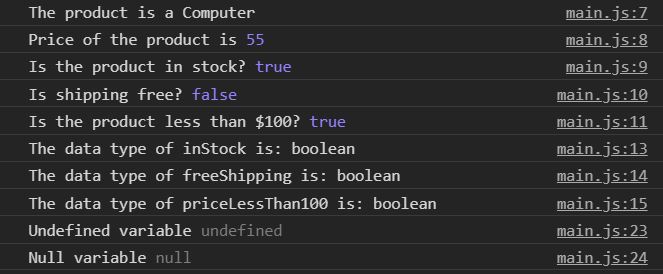 The product is a Computer main.js:7
Price of the product is 55 main.js:8
Is the product in stock? true main.js:9
Is shipping free? false main.js:10
Is the product less than $100? true main.js:11
The data type of inStock is: boolean main.js:13
The data type of freeShipping is: boolean main.js:14
The data type of priceLessThan100 is: boolean main.js:15
Undefined variable undefined main.js:23
Null variable null main.js:24